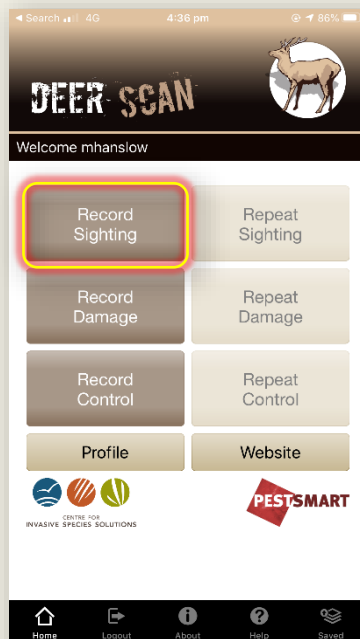 Search 4G 4:36 pm 86%
DEER SCAN
Welcome mhanslow
Record Sighting
Repeat Sighting
Record Damage
Repeat Damage
Record Control
Repeat Control
Profile
Website
CENTRE FOR
INVASIVE SPECIES SOLUTIONS
PESTSMART
Home Logout About Help Saved